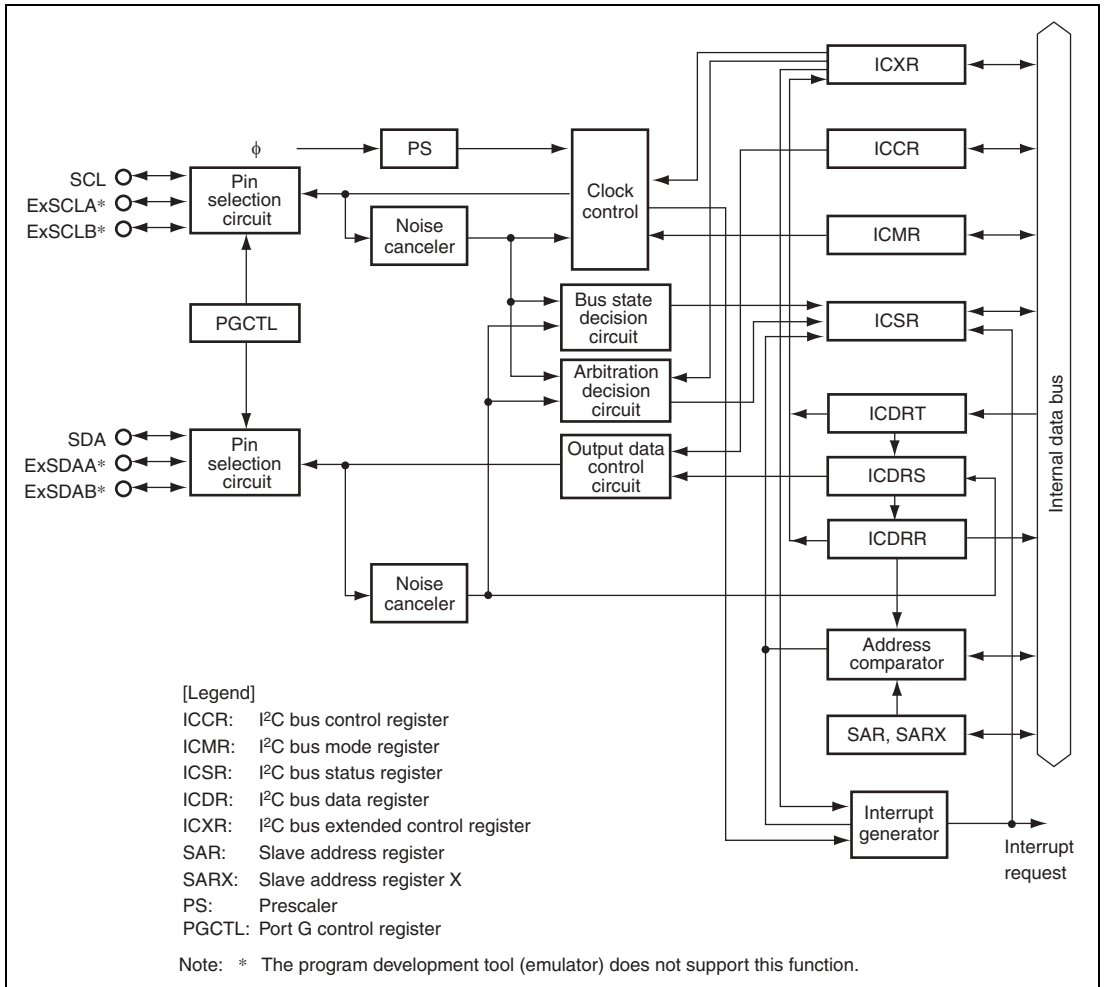 ICXR
ϕ
PS
ICCR
SCL
ExSCLA*
ExSCLB*
Pin
selection
circuit
Clock
control
Noise
canceler
ICMR
PGCTL
Bus state
decision
circuit
ICSR
Arbitration
decision
circuit
Internal data bus
ICDRT
SDA
ExSDAA*
ExSDAB*
Pin
selection
circuit
Output data
control
circuit
ICDRS
ICDRR
Noise
canceler
Address
comparator
SAR, SARX
Interrupt
generator
Interrupt
request
[Legend]
ICCR: I²C bus control register
ICMR: I²C bus mode register
ICSR: I²C bus status register
ICDR: I²C bus data register
ICXR: I²C bus extended control register
SAR: Slave address register
SARX: Slave address register X
PS: Prescaler
PGCTL: Port G control register
Note: * The program development tool (emulator) does not support this function.